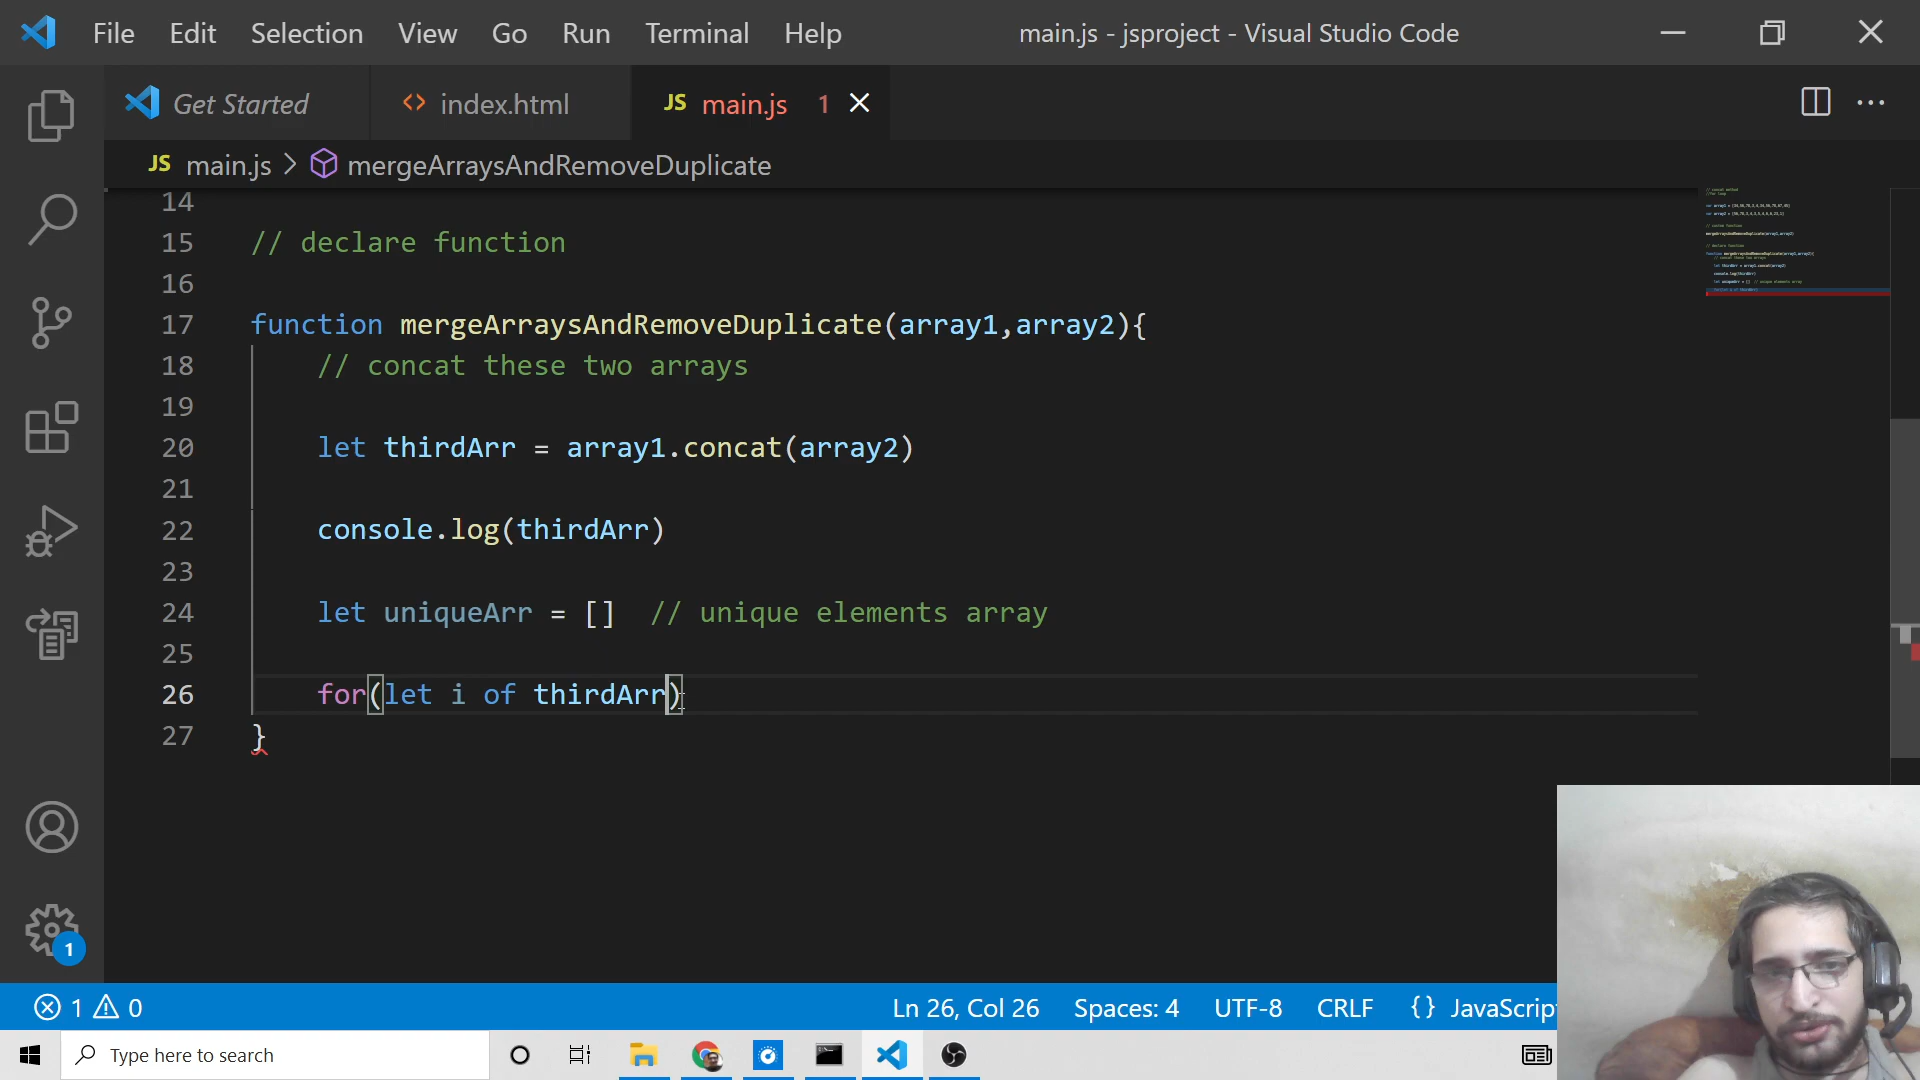 File Edit Selection View Go Run Terminal Help main.js - jsproject - Visual Studio Code
Get Started index.html JS main.js 1
JS main.js > mergeArraysAndRemoveDuplicate
14
15 // declare function
16
17 function mergeArraysAndRemoveDuplicate(array1,array2){
18 // concat these two arrays
19
20 let thirdArr = array1.concat(array2)
21
22 console.log(thirdArr)
23
24 let uniqueArr = [] // unique elements array
25
26 for(let i of thirdArr)
27 }
1
1 0 Ln 26, Col 26 Spaces: 4 UTF-8 CRLF {} JavaScrip
Type here to search